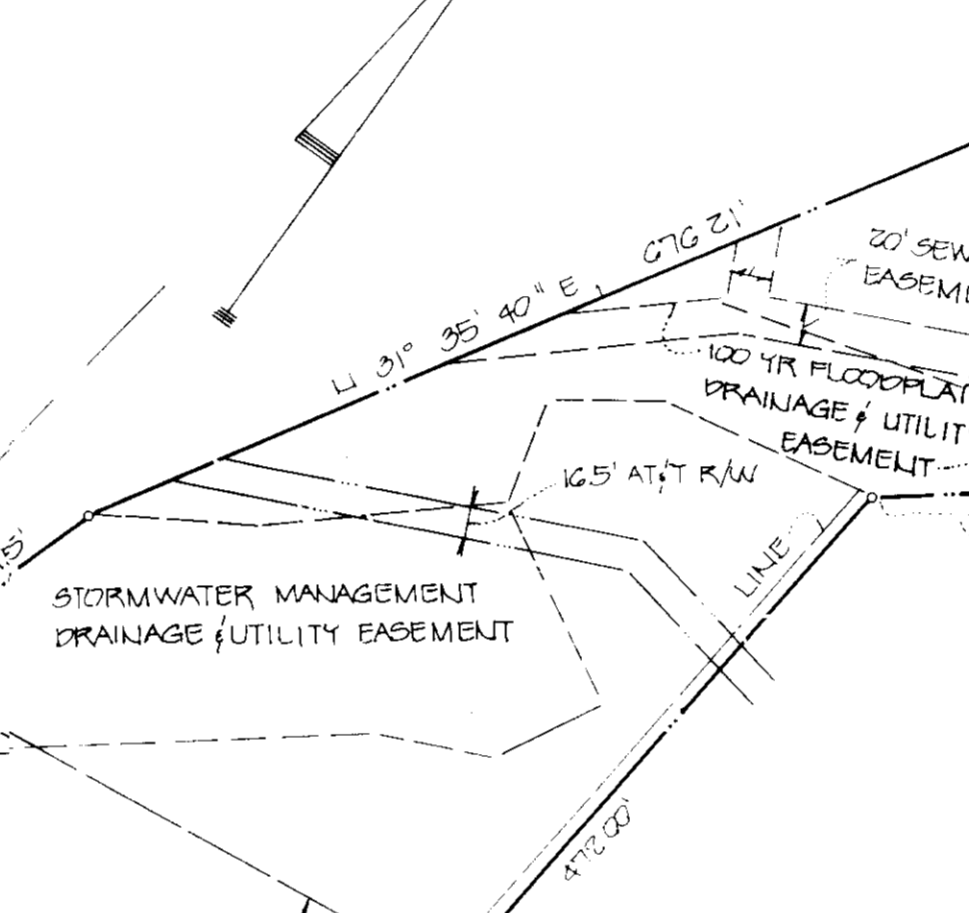 N 31° 35' 40" E 676.21'
20' SEW
EASEME
100 YR FLOODPLAI
DRAINAGE & UTILIT
EASEMENT
16.5' AT&T R/W
LINE
STORMWATER MANAGEMENT
DRAINAGE & UTILITY EASEMENT
472.00'